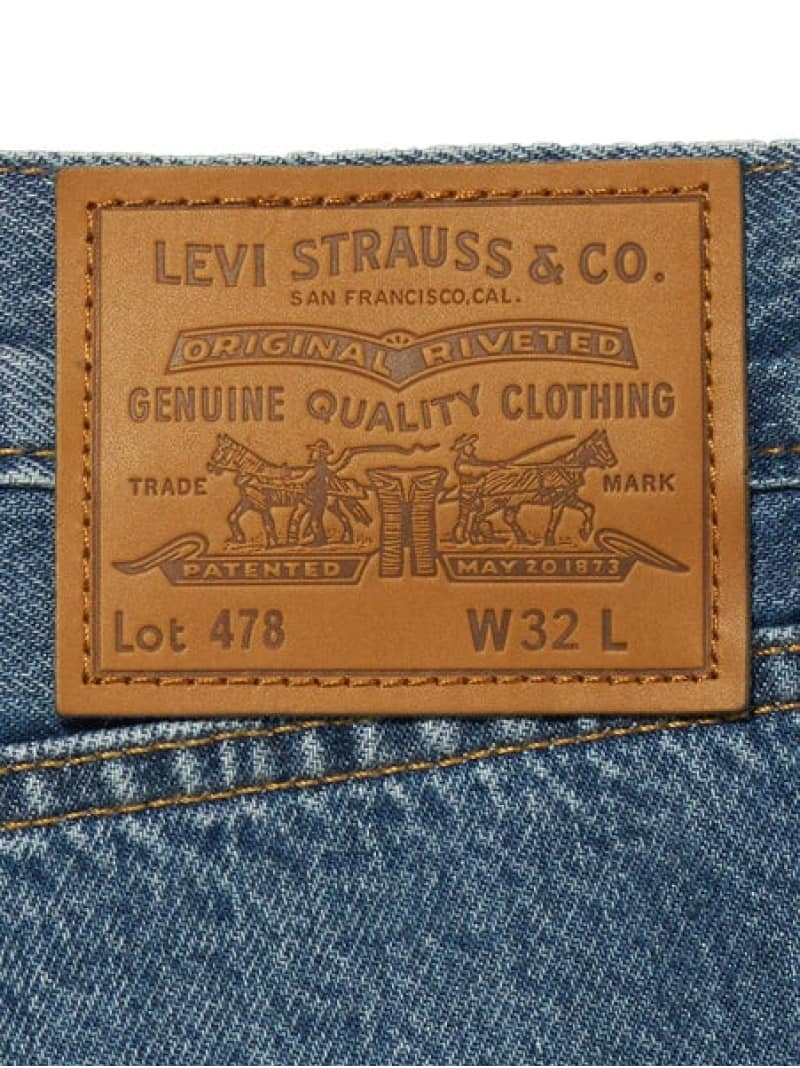 LEVI STRAUSS & CO.
SAN FRANCISCO, CAL.
ORIGINAL RIVETED
GENUINE QUALITY CLOTHING
TRADE MARK
PATENTED MAY 20 1873
Lot 478 W32 L